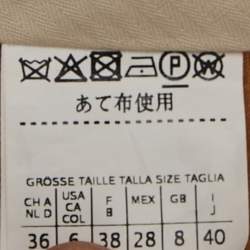 P
あて布使用
GRÖSSE TAILLE TALLA SIZE TAGLIA
CH A USA F MEX GB I
NL D CA B J
COL
36 6 38 28 8 40